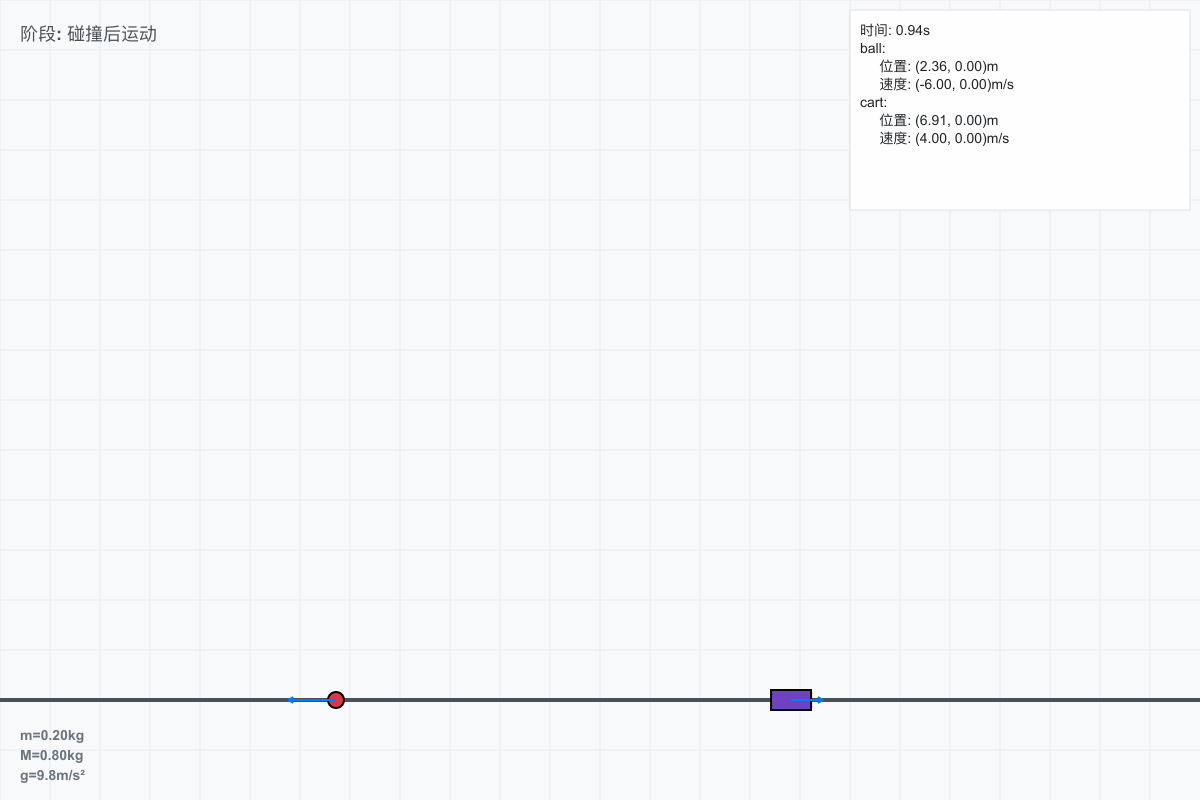 阶段: 碰撞后运动
时间: 0.94s
ball:
位置: (2.36, 0.00)m
速度: (-6.00, 0.00)m/s
cart:
位置: (6.91, 0.00)m
速度: (4.00, 0.00)m/s
m=0.20kg
M=0.80kg
g=9.8m/s²